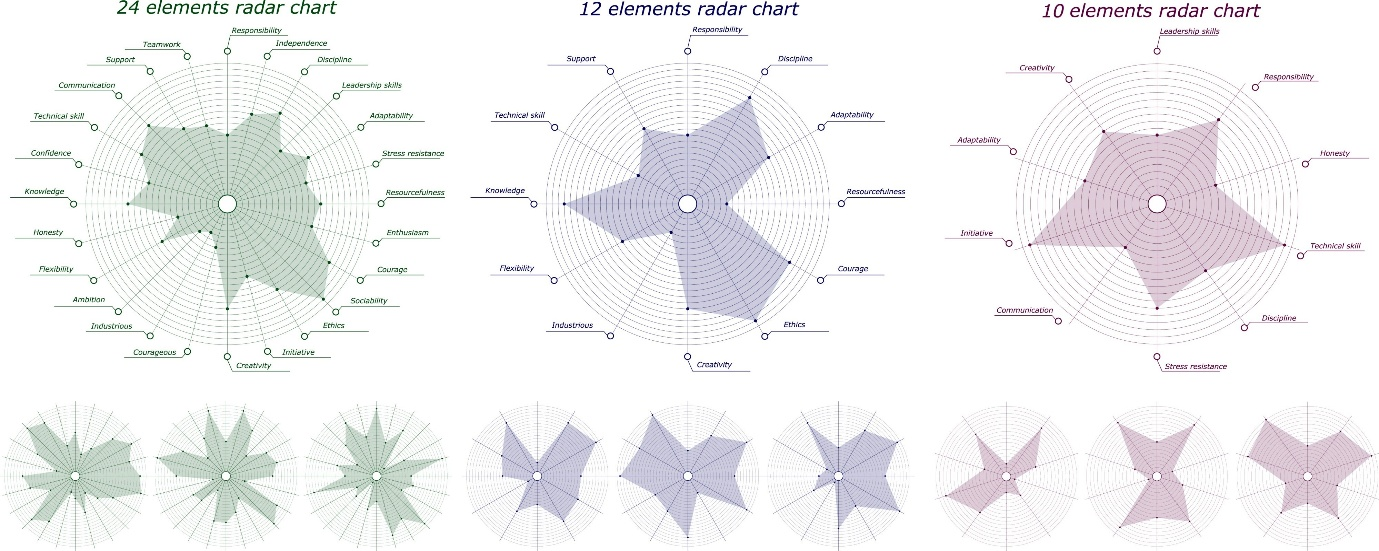 24 elements radar chart
Responsibility
Independence
Discipline
Leadership skills
Adaptability
Stress resistance
Resourcefulness
Enthusiasm
Courage
Sociability
Ethics
Initiative
Creativity
Courageous
Industrious
Ambition
Flexibility
Honesty
Knowledge
Confidence
Technical skill
Communication
Support
Teamwork
12 elements radar chart
Responsibility
Discipline
Adaptability
Resourcefulness
Courage
Ethics
Creativity
Industrious
Flexibility
Knowledge
Technical skill
Support
10 elements radar chart
Leadership skills
Responsibility
Honesty
Technical skill
Discipline
Stress resistance
Communication
Initiative
Adaptability
Creativity